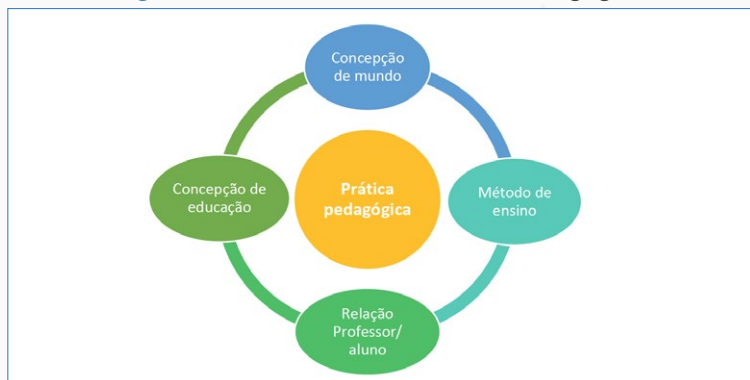 Concepção
de mundo
Concepção de
educação
Prática
pedagógica
Método de
ensino
Relação
Professor/
aluno